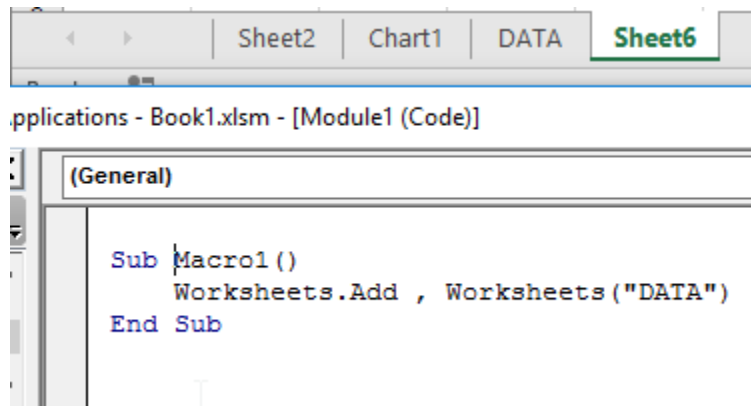 Sheet2 Chart1 DATA Sheet6
pplications - Book1.xlsm - [Module1 (Code)]
(General)
Sub Macro1()
Worksheets.Add , Worksheets("DATA")
End Sub